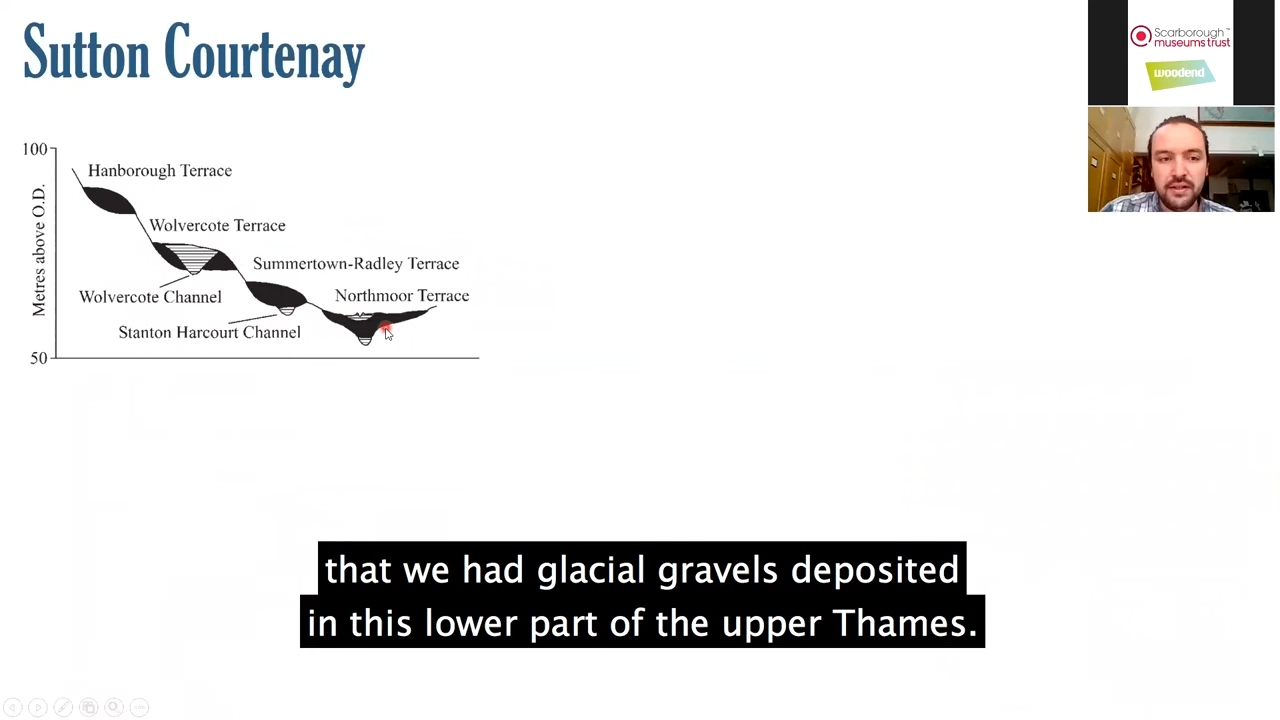 Sutton Courtenay
Scarborough™
museums trust
woodend
100
Hanborough Terrace
Wolvercote Terrace
Summertown-Radley Terrace
Northmoor Terrace
Wolvercote Channel
Stanton Harcourt Channel
Metres above O.D.
50
that we had glacial gravels deposited
in this lower part of the upper Thames.